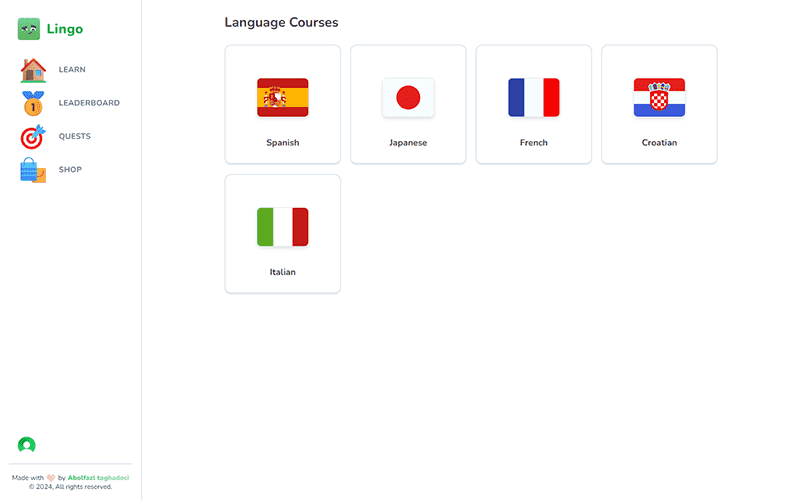 Lingo
LEARN
LEADERBOARD
1
QUESTS
SHOP
Language Courses
Spanish
Japanese
French
Croatian
Italian
Made with by Abolfazl taghadosi
© 2024, All rights reserved.